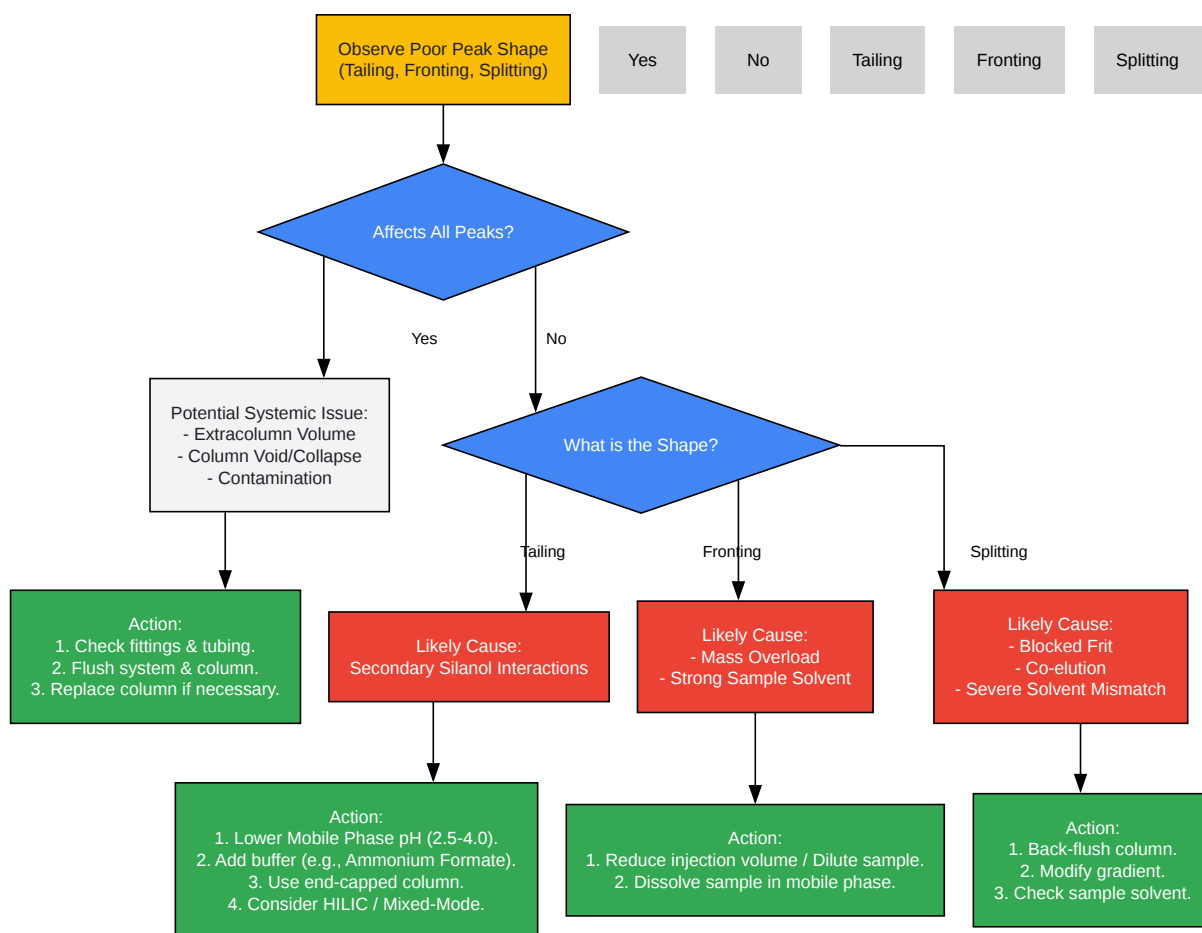 Observe Poor Peak Shape
(Tailing, Fronting, Splitting)
Yes
No
Tailing
Fronting
Splitting
Affects All Peaks?
Yes
No
Potential Systemic Issue:
- Extracolumn Volume
- Column Void/Collapse
- Contamination
What is the Shape?
Tailing
Fronting
Splitting
Action:
1. Check fittings & tubing.
2. Flush system & column.
3. Replace column if necessary.
Likely Cause:
Secondary Silanol Interactions
Likely Cause:
- Mass Overload
- Strong Sample Solvent
Likely Cause:
- Blocked Frit
- Co-elution
- Severe Solvent Mismatch
Action:
1. Lower Mobile Phase pH (2.5-4.0).
2. Add buffer (e.g., Ammonium Formate).
3. Use end-capped column.
4. Consider HILIC / Mixed-Mode.
Action:
1. Reduce injection volume / Dilute sample.
2. Dissolve sample in mobile phase.
Action:
1. Back-flush column.
2. Modify gradient.
3. Check sample solvent.